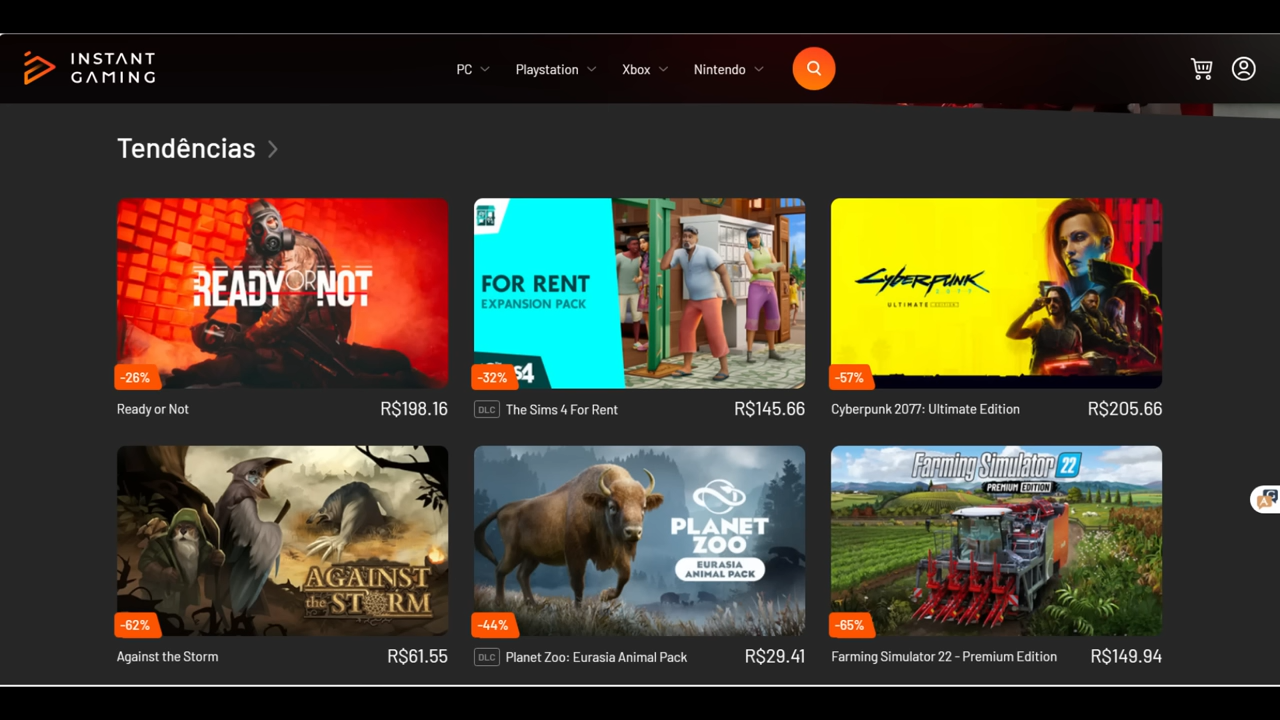 INSTANT
GAMING
PC
Playstation
Xbox
Nintendo
Tendências
READY OR NOT
-26%
Ready or Not
R$198.16
FOR RENT
EXPANSION PACK
S4
-32%
DLC
The Sims 4 For Rent
R$145.66
Cyberpunk
2077
ULTIMATE EDITION
-57%
Cyberpunk 2077: Ultimate Edition
R$205.66
AGAINST
the STORM
-62%
Against the Storm
R$61.55
PLANET
ZOO
EURASIA
ANIMAL PACK
-44%
DLC
Planet Zoo: Eurasia Animal Pack
R$29.41
Farming Simulator 22
PREMIUM EDITION
-65%
Farming Simulator 22 - Premium Edition
R$149.94